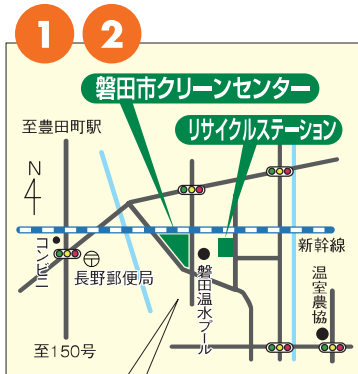 1 2
磐田市クリーンセンター
リサイクルステーション
至豊田町駅
N
新幹線
コンビニ
長野郵便局
磐田温水プール
温室農協
至150号